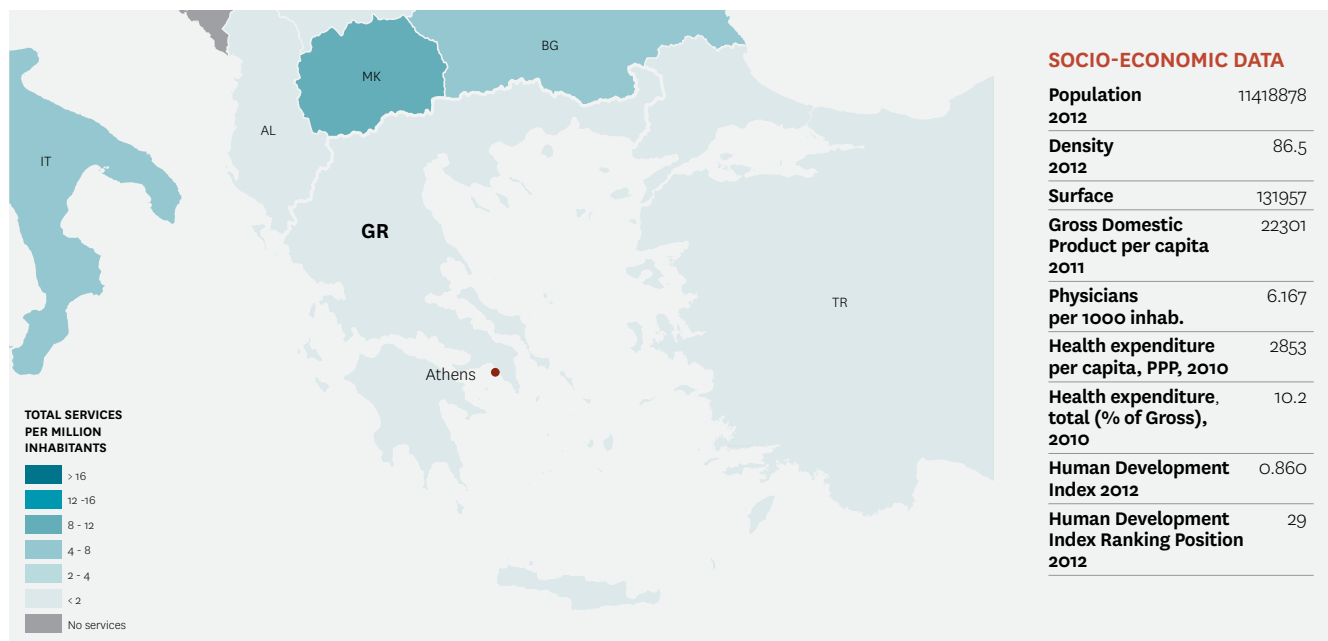 BG
MK
AL
IT
GR
TR
Athens
TOTAL SERVICES
PER MILLION
INHABITANTS
> 16
12 -16
8 - 12
4 - 8
2 - 4
< 2
No services
SOCIO-ECONOMIC DATA
Population 11418878
2012
Density 86.5
2012
Surface 131957
Gross Domestic 22301
Product per capita
2011
Physicians 6.167
per 1000 inhab.
Health expenditure 2853
per capita, PPP, 2010
Health expenditure, 10.2
total (% of Gross),
2010
Human Development 0.860
Index 2012
Human Development 29
Index Ranking Position
2012